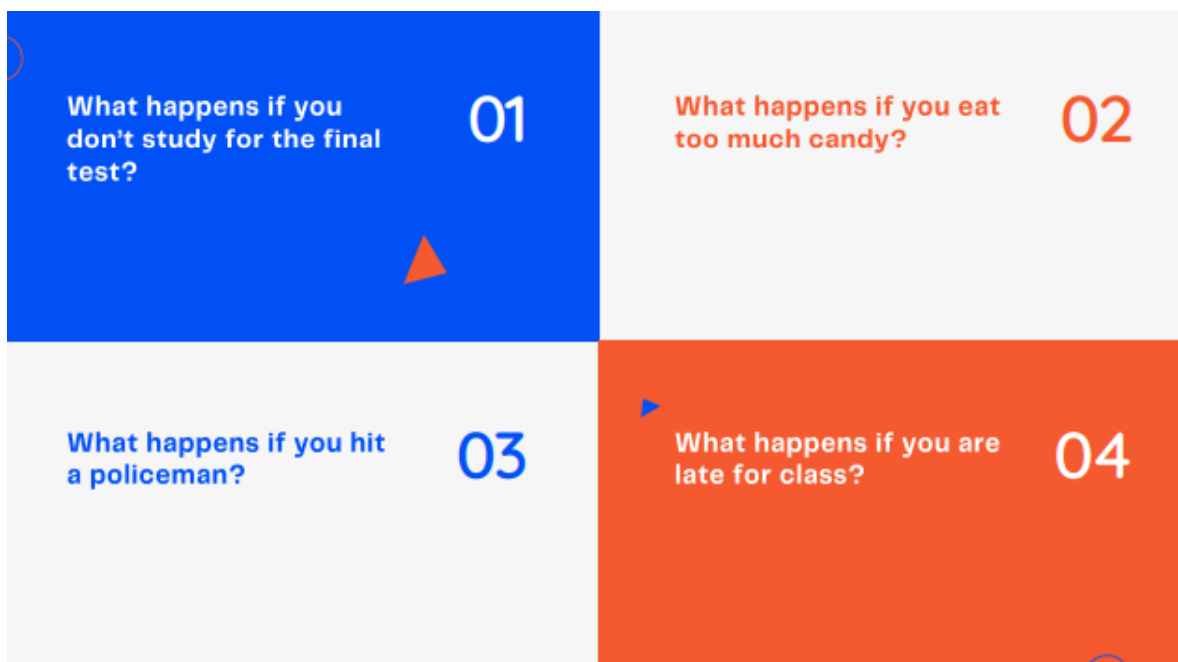 What happens if you
don't study for the final
test?
01
What happens if you eat
too much candy?
02
What happens if you hit
a policeman?
03
What happens if you are
late for class?
04